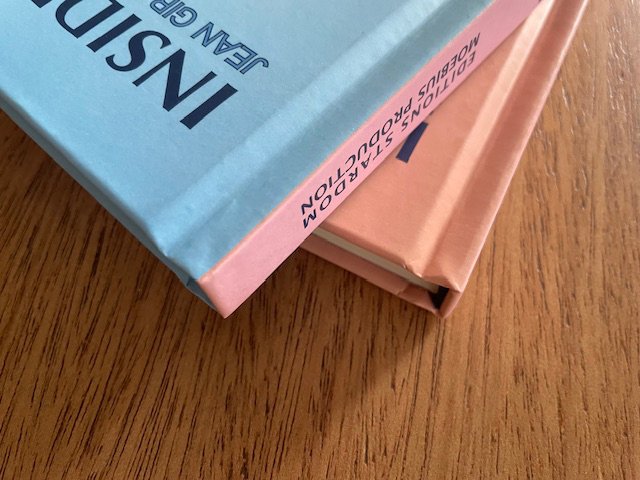 INSIDE
JEAN GIR
EDITIONS STARDOM
MOEBIUS PRODUCTION